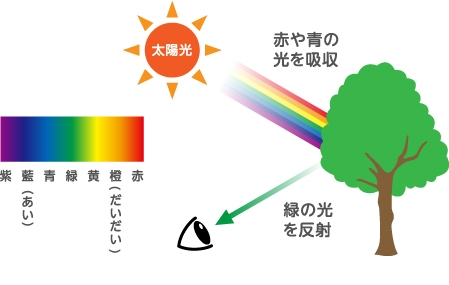 太陽光
赤や青の
光を吸収
紫
藍(あい)
青
緑
黄
橙(だいだい)
赤
緑の光
を反射